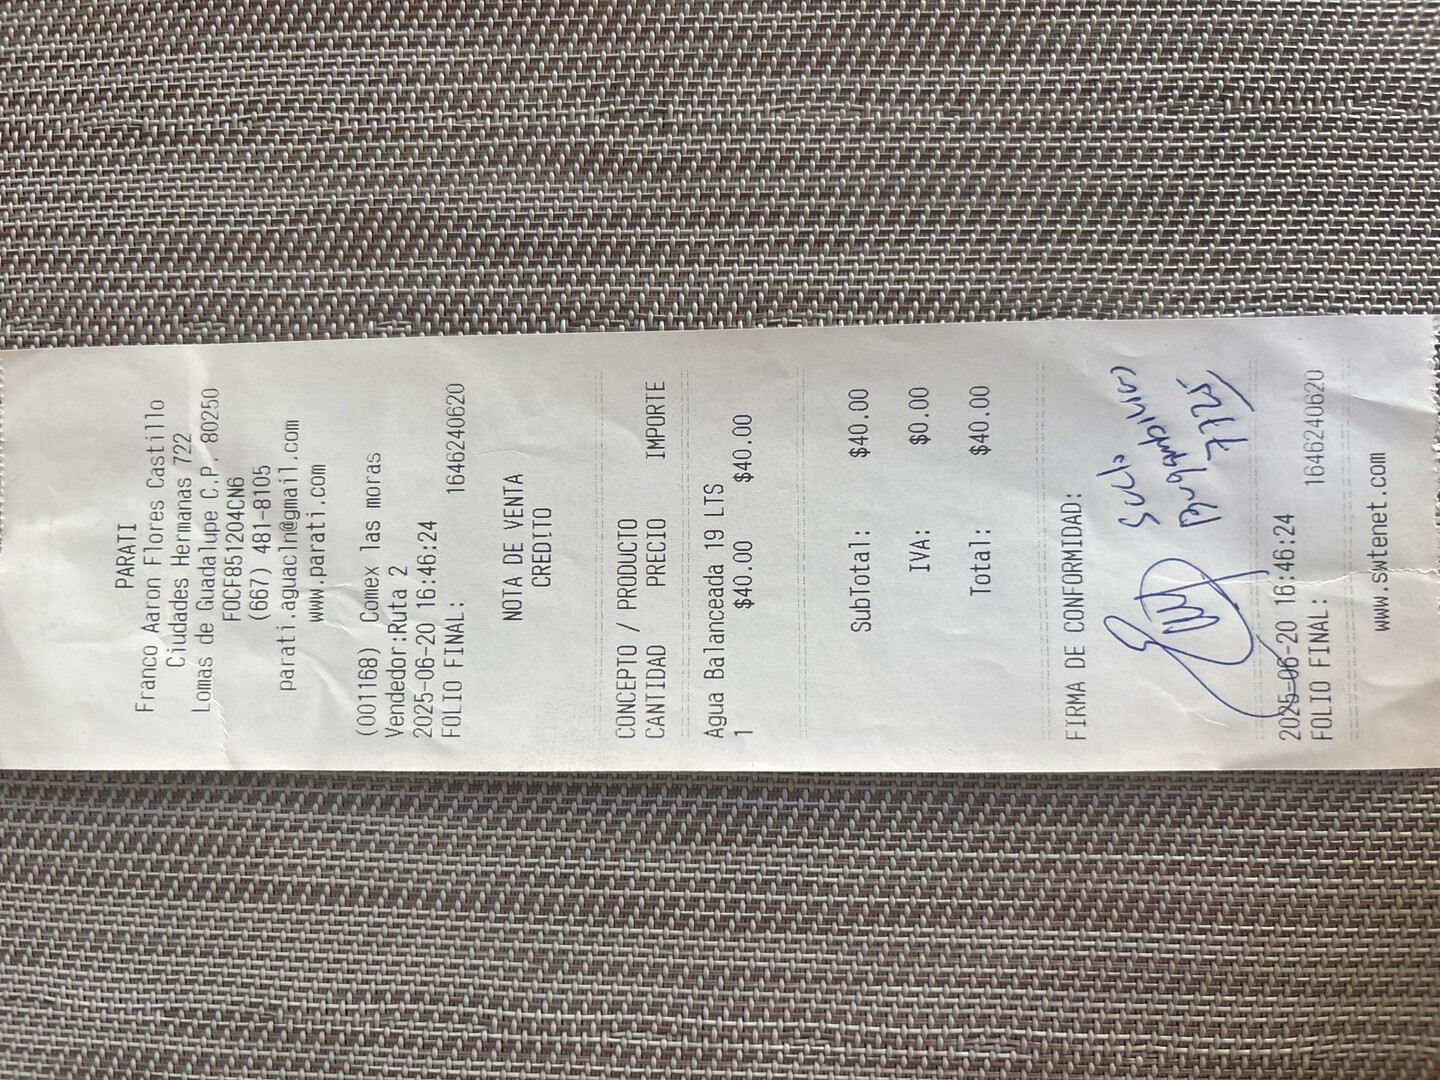 PARATI
Franco Aaron Flores Castillo
Ciudades Hermanas 722
Lomas de Guadalupe C.P. 80250
FOCF851204CN6
(667) 481-8105
parati.aguacln@gmail.com
www.parati.com
(001168) Comex las moras
Vendedor:Ruta 2
2025-06-20 16:46:24
FOLIO FINAL: 1646240620
NOTA DE VENTA
CREDITO
CONCEPTO / PRODUCTO
CANTIDAD PRECIO IMPORTE
Agua Balanceada 19 LTS
1 $40.00 $40.00
SubTotal: $40.00
IVA: $0.00
Total: $40.00
FIRMA DE CONFORMIDAD:
Bugambilias
7725
2025-06-20 16:46:24
FOLIO FINAL: 1646240620
www.swtenet.com